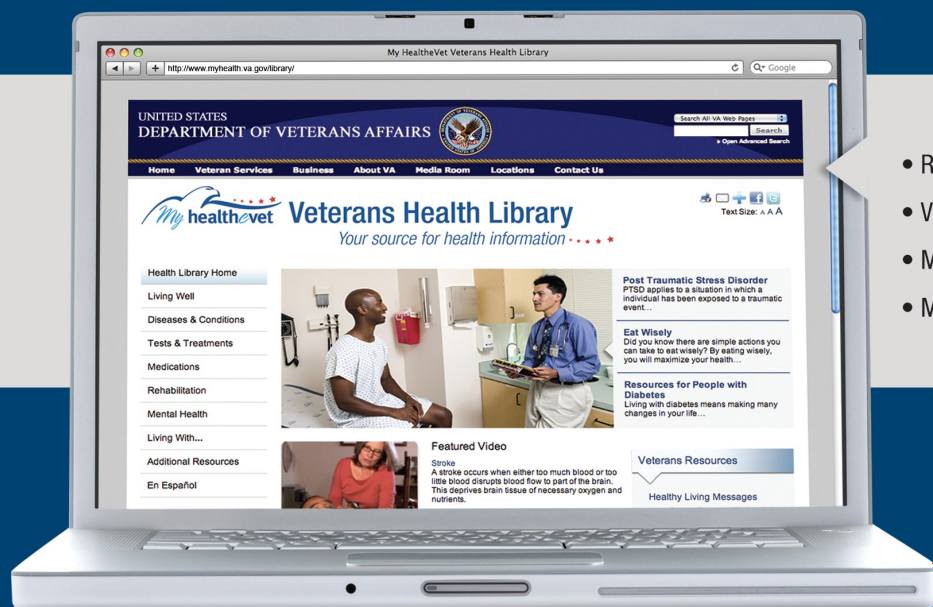 My HealtheVet Veterans Health Library
http://www.myhealth.va.gov/library/
Google
UNITED STATES
DEPARTMENT OF VETERANS AFFAIRS
Search All VA Web Pages
Search
Open Advanced Search
Home Veteran Services Business About VA Media Room Locations Contact Us
My healthevet
Veterans Health Library
Your source for health information
Text Size: A A A
Health Library Home
Living Well
Diseases & Conditions
Tests & Treatments
Medications
Rehabilitation
Mental Health
Living With...
Additional Resources
En Español
Post Traumatic Stress Disorder
PTSD applies to a situation in which a
individual has been exposed to a traumatic
event...
Eat Wisely
Did you know there are simple actions you
can take to eat wisely? By eating wisely,
you will maximize your health...
Resources for People with
Diabetes
Living with diabetes means making many
changes in your life...
Featured Video
Stroke
A stroke occurs when either too much blood or too
little blood disrupts blood flow to part of the brain.
This deprives brain tissue of necessary oxygen and
nutrients.
Veterans Resources
Healthy Living Messages
• R
• V
• M
• M